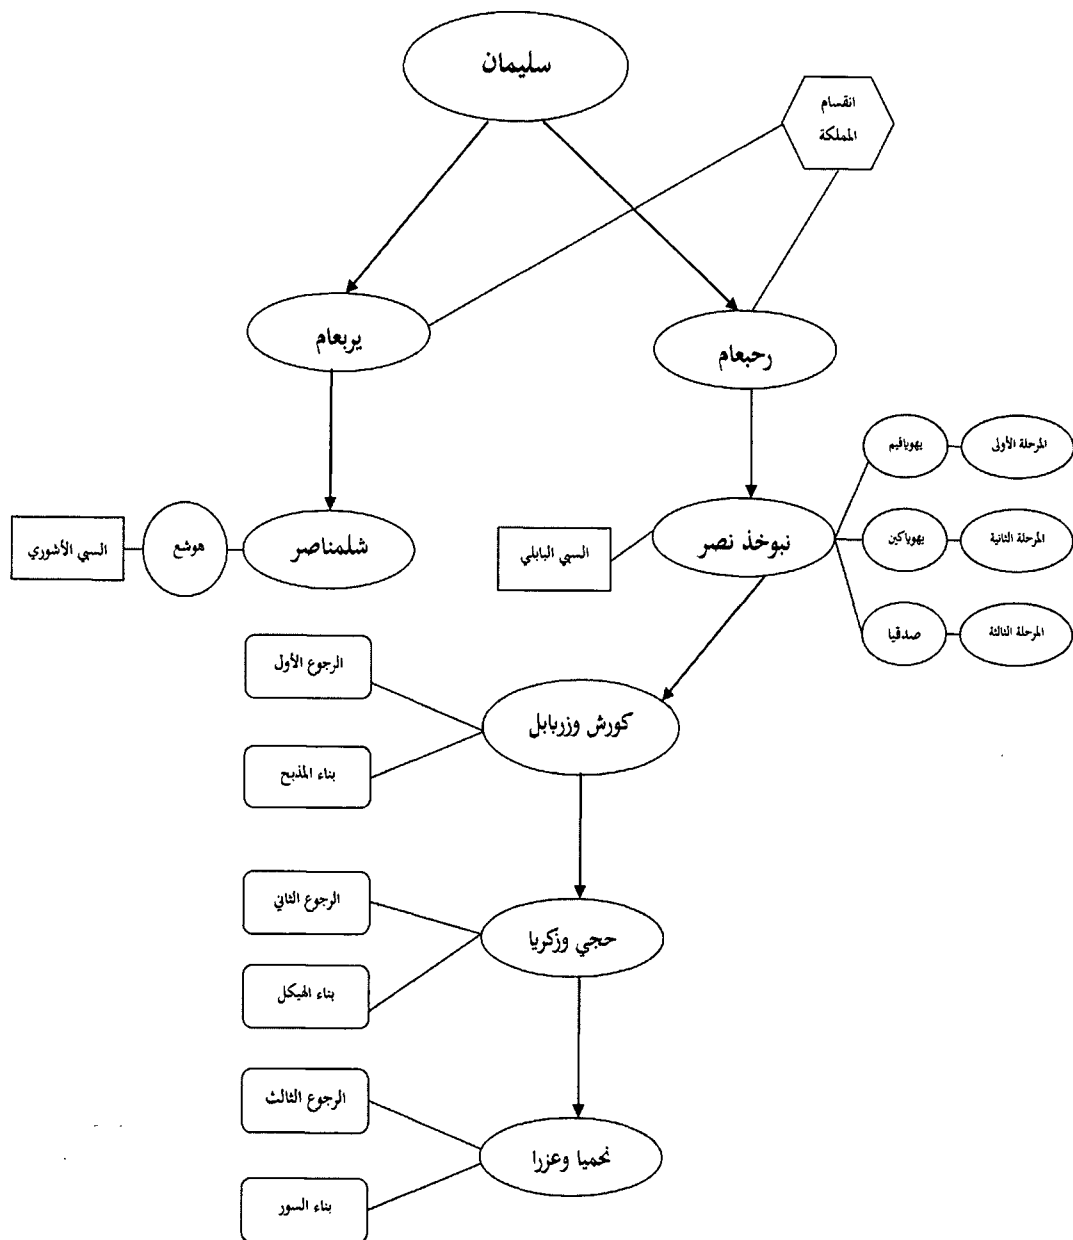 سليمان
انقسام
المملكة
يربعام
رحبعام
يهوياقيم
المرحلة الأولى
السبي الأشوري
هوشع
شلمناصر
السبي البابلي
نبوخذ نصر
يهوياكين
المرحلة الثانية
صدقيا
المرحلة الثالثة
الرجوع الأول
كورش وزربابل
بناء المذبح
الرجوع الثاني
حجي وزكريا
بناء الهيكل
الرجوع الثالث
نحميا وعزرا
بناء السور